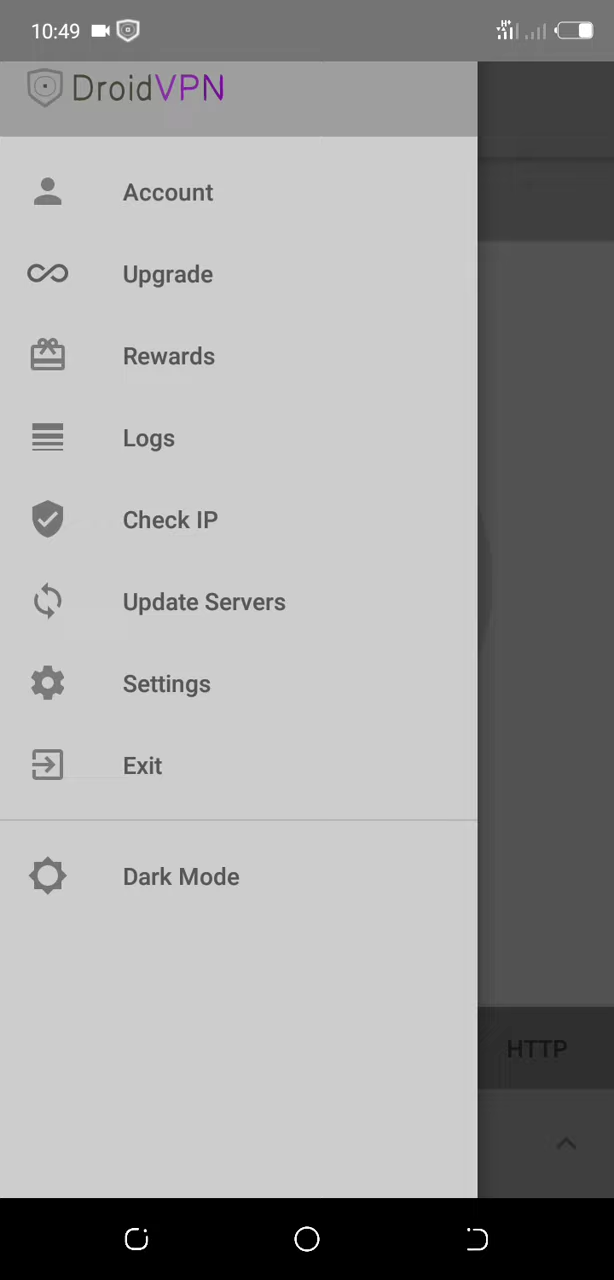 10:49
H+
DroidVPN
Account
Upgrade
Rewards
Logs
Check IP
Update Servers
Settings
Exit
Dark Mode
HTTP